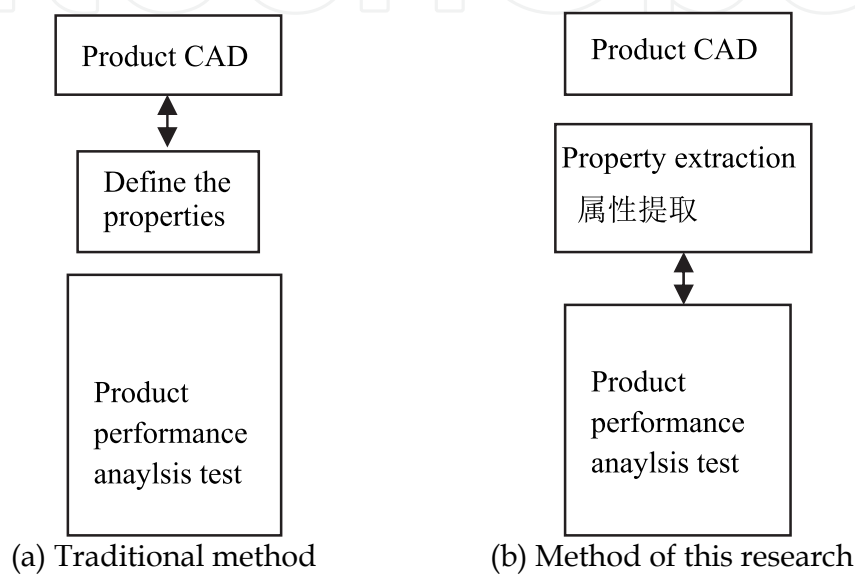 Product CAD
Define the
properties
Product
performance
anaylsis test
(a) Traditional method
Product CAD
Property extraction
属性提取
Product
performance
anaylsis test
(b) Method of this research